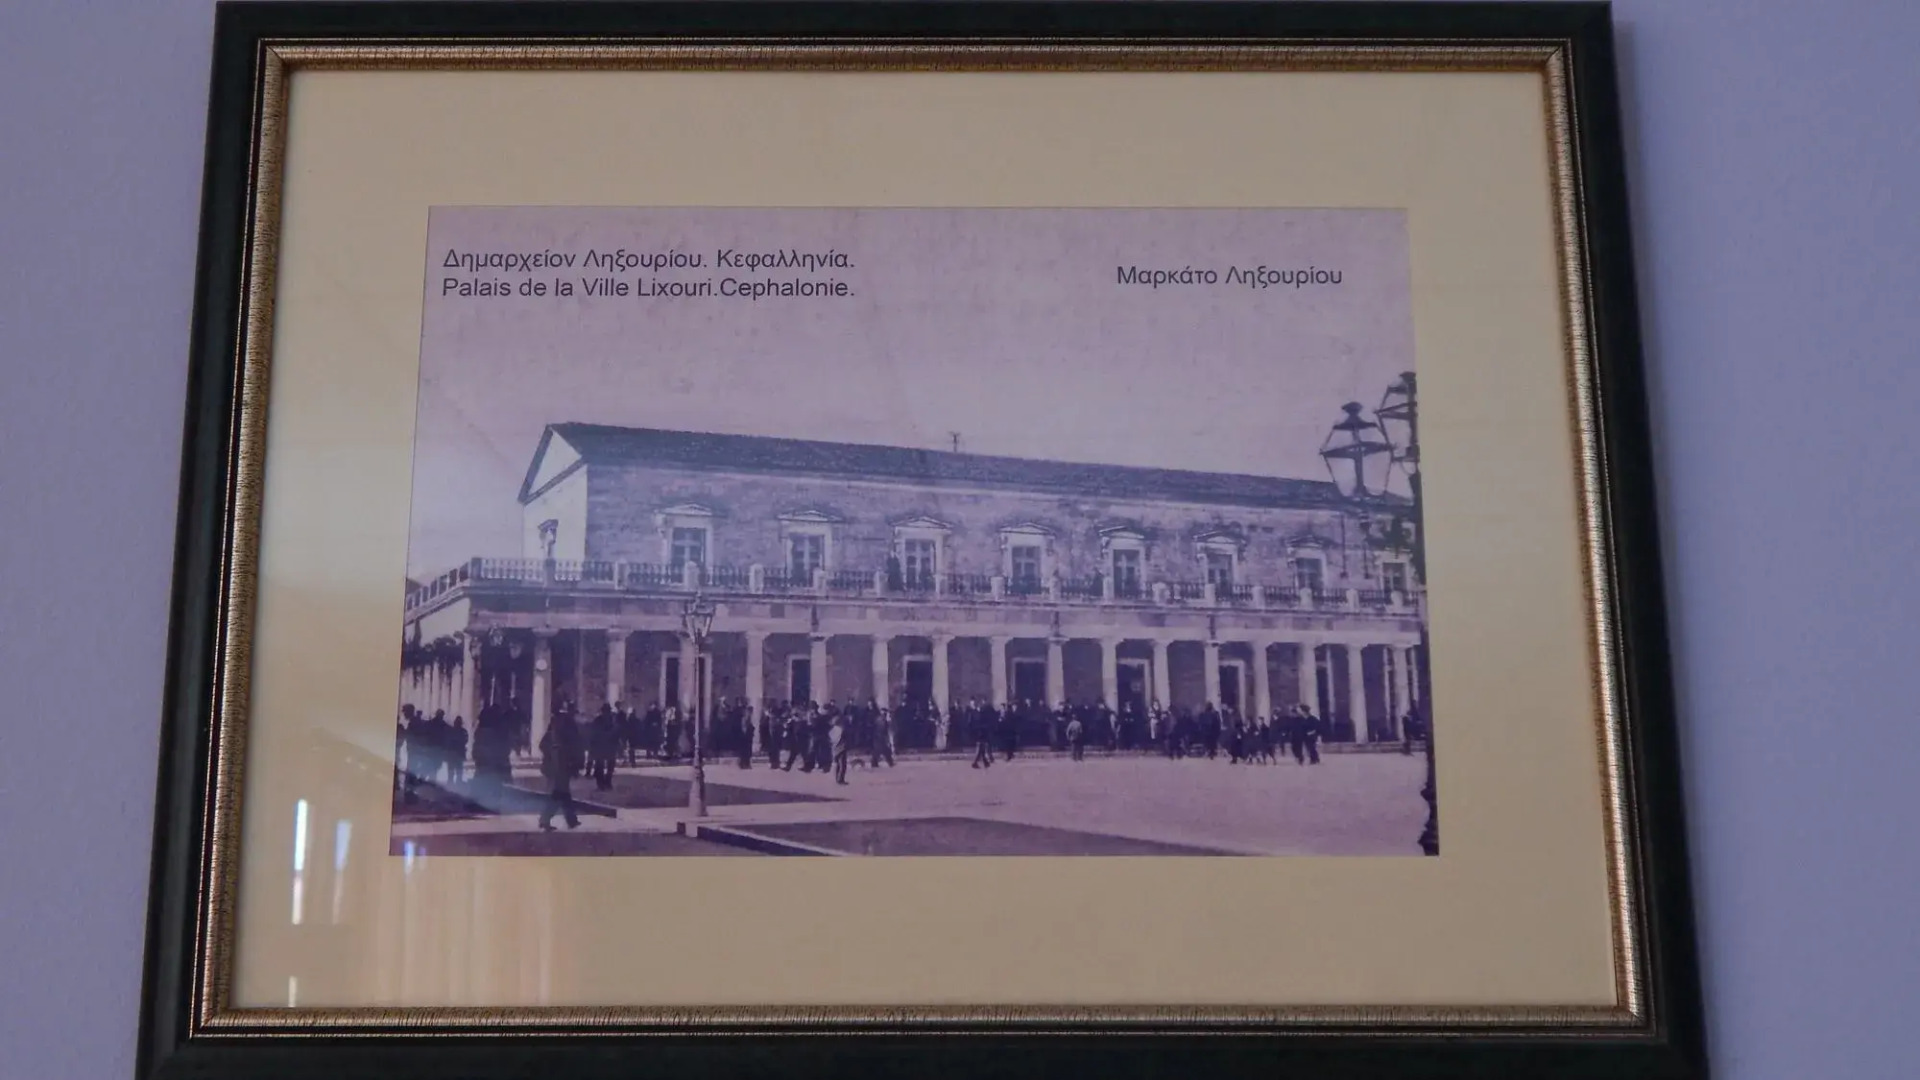 Δημαρχείον Ληξουρίου. Κεφαλληνία.
Palais de la Ville Lixouri.Cephalonie.
Μαρκάτο Ληξουρίου